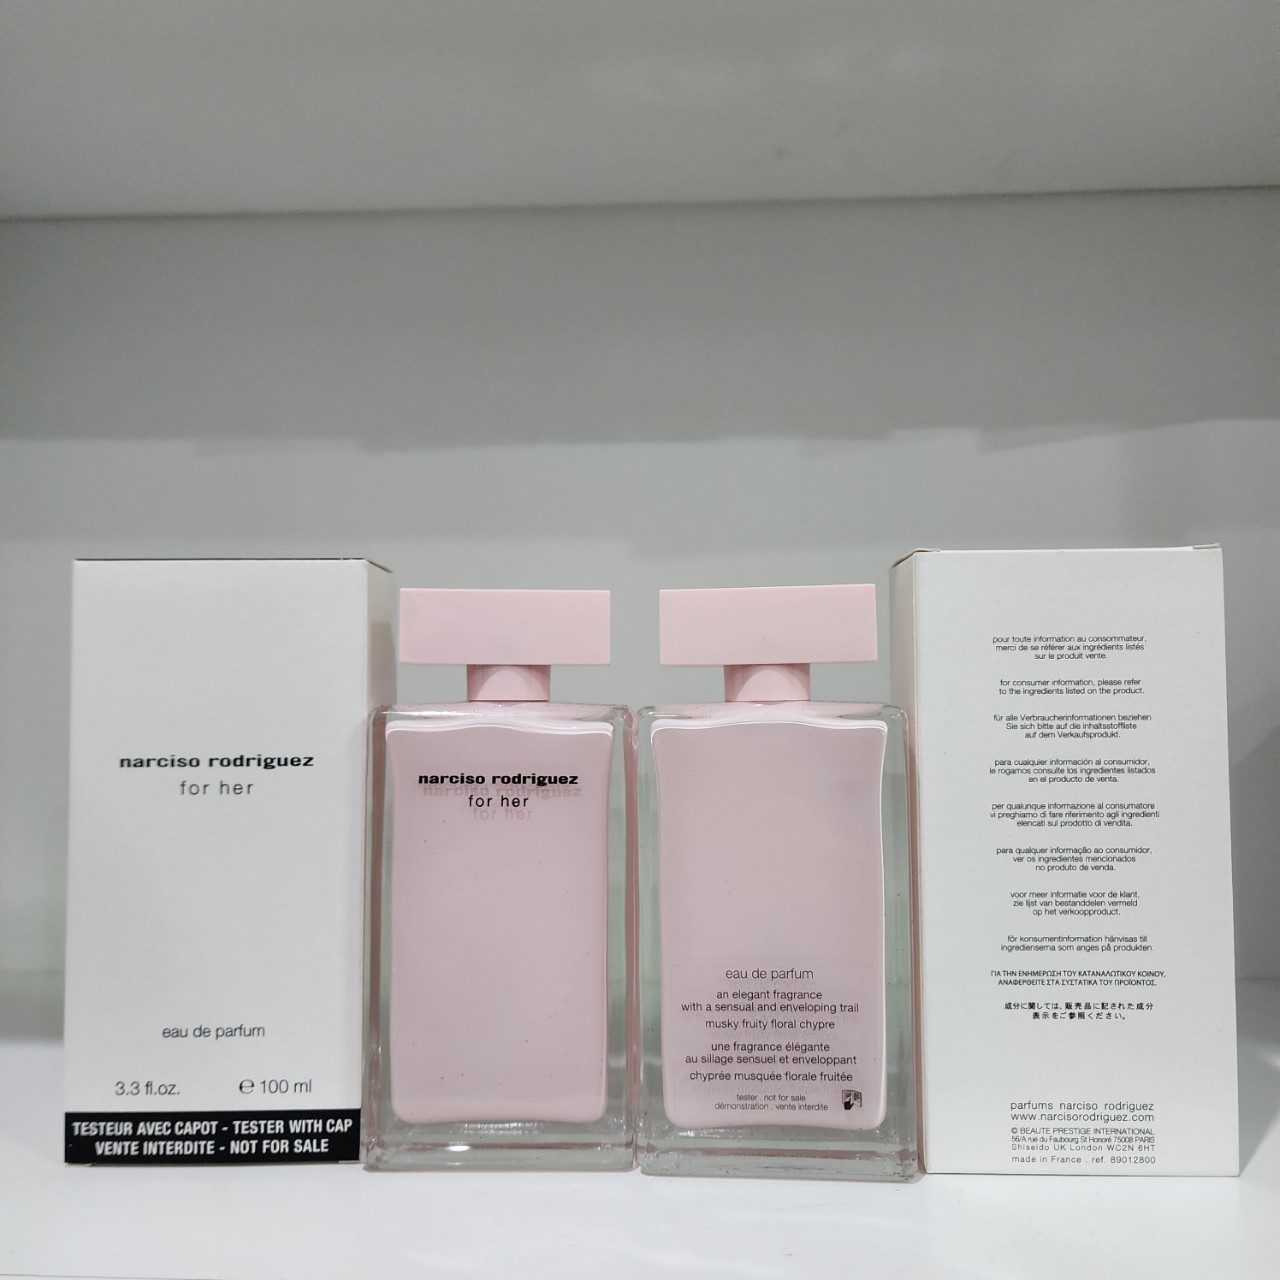 narciso rodriguez
for her
eau de parfum
3.3 fl.oz. ℮ 100 ml
TESTEUR AVEC CAPOT - TESTER WITH CAP
VENTE INTERDITE - NOT FOR SALE
narciso rodriguez
for her
eau de parfum
an elegant fragrance
with a sensual and enveloping trail
musky fruity floral chypre
une fragrance élégante
au sillage sensuel et enveloppant
chyprée musquée florale fruitée
tester . not for sale
démonstration . vente interdite
pour toute information au consommateur,
merci de se référer aux ingrédients listés
sur le produit vente.
for consumer information, please refer
to the ingredients listed on the product.
für alle Verbraucherinformationen beziehen
Sie sich bitte auf die inhaltsstoffliste
auf dem Verkaufsprodukt.
para cualquier información al consumidor,
le rogamos consulte los ingredientes listados
en el producto de venta.
per qualunque informazione al consumatore
vi preghiamo di fare riferimento agli ingredienti
elencati sul prodotto di vendita.
para qualquer informação ao consumidor,
ver os ingredientes mencionados
no produto de venda.
voor meer informatie voor de klant,
zie lijst van bestanddelen vermeld
op het verkoopproduct.
för konsumentinformation hänvisas till
ingredienserna som anges på produkten.
ΓΙΑ ΤΗΝ ΕΝΗΜΕΡΩΣΗ ΤΟΥ ΚΑΤΑΝΑΛΩΤΙΚΟΥ ΚΟΙΝΟΥ,
ΑΝΑΦΕΡΘΕΙΤΕ ΣΤΑ ΣΥΣΤΑΤΙΚΑ ΤΟΥ ΠΡΟΪΟΝΤΟΣ.
成分に関しては、販売品に記された成分
表示をご参照ください。
parfums narciso rodriguez
www.narcisorodriguez.com
© BEAUTE PRESTIGE INTERNATIONAL
56/A rue du Faubourg St Honoré 75008 PARIS
Shiseido UK London WC2N 6HT
made in France . ref. 89012800